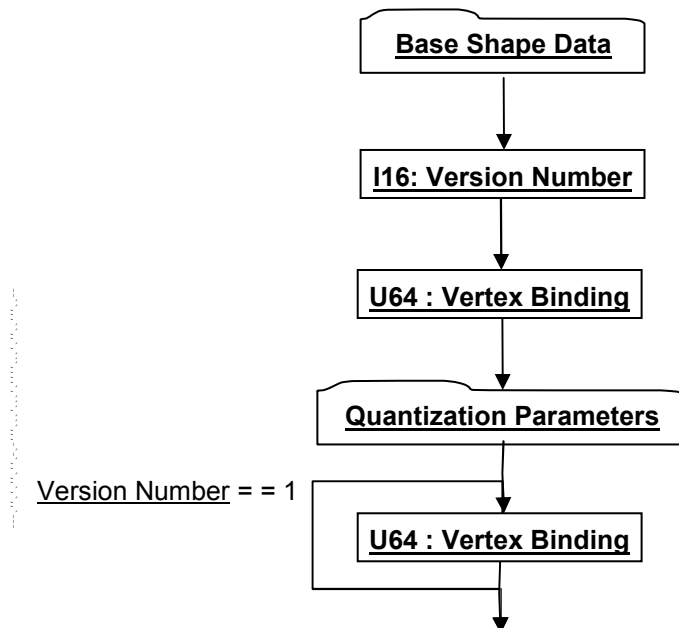 Base Shape Data
I16: Version Number
U64 : Vertex Binding
Quantization Parameters
Version Number = = 1
U64 : Vertex Binding